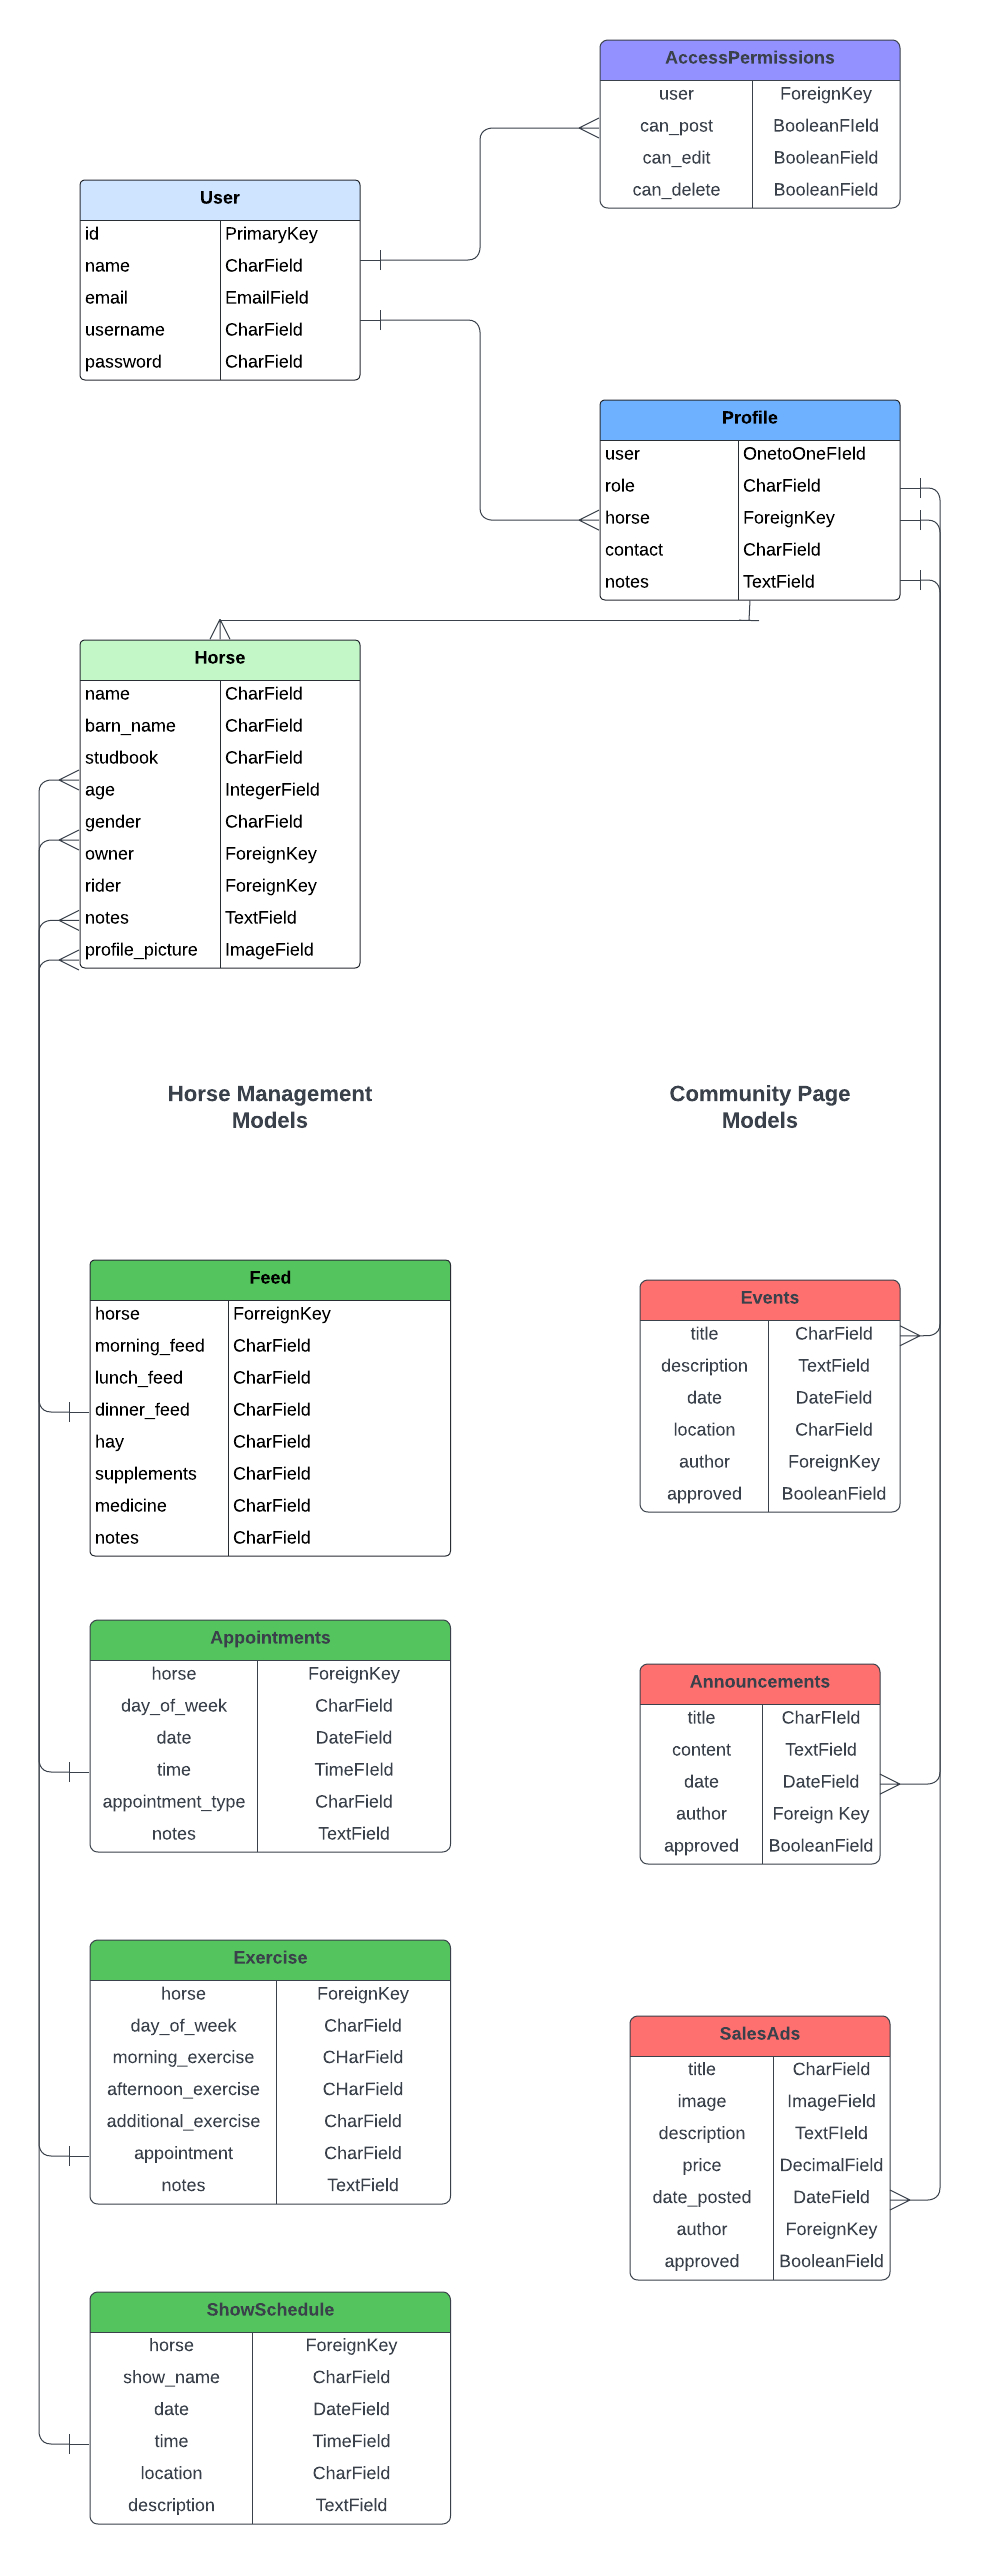 AccessPermissions
user ForeignKey
can_post BooleanFIeld
can_edit BooleanField
can_delete BooleanField
User
id PrimaryKey
name CharField
email EmailField
username CharField
password CharField
Profile
user OnetoOneFIeld
role CharField
horse ForeignKey
contact CharField
notes TextField
Horse
name CharField
barn_name CharField
studbook CharField
age IntegerField
gender CharField
owner ForeignKey
rider ForeignKey
notes TextField
profile_picture ImageField
Horse Management
Models
Community Page
Models
Feed
horse ForreignKey
morning_feed CharField
lunch_feed CharField
dinner_feed CharField
hay CharField
supplements CharField
medicine CharField
notes CharField
Events
title CharField
description TextField
date DateField
location CharField
author ForeignKey
approved BooleanField
Appointments
horse ForeignKey
day_of_week CharField
date DateField
time TimeFIeld
appointment_type CharField
notes TextField
Announcements
title CharFIeld
content TextField
date DateField
author Foreign Key
approved BooleanField
Exercise
horse ForeignKey
day_of_week CharField
morning_exercise CHarField
afternoon_exercise CHarField
additional_exercise CharField
appointment CharField
notes TextField
SalesAds
title CharField
image ImageField
description TextFIeld
price DecimalField
date_posted DateField
author ForeignKey
approved BooleanField
ShowSchedule
horse ForeignKey
show_name CharField
date DateField
time TimeField
location CharField
description TextField